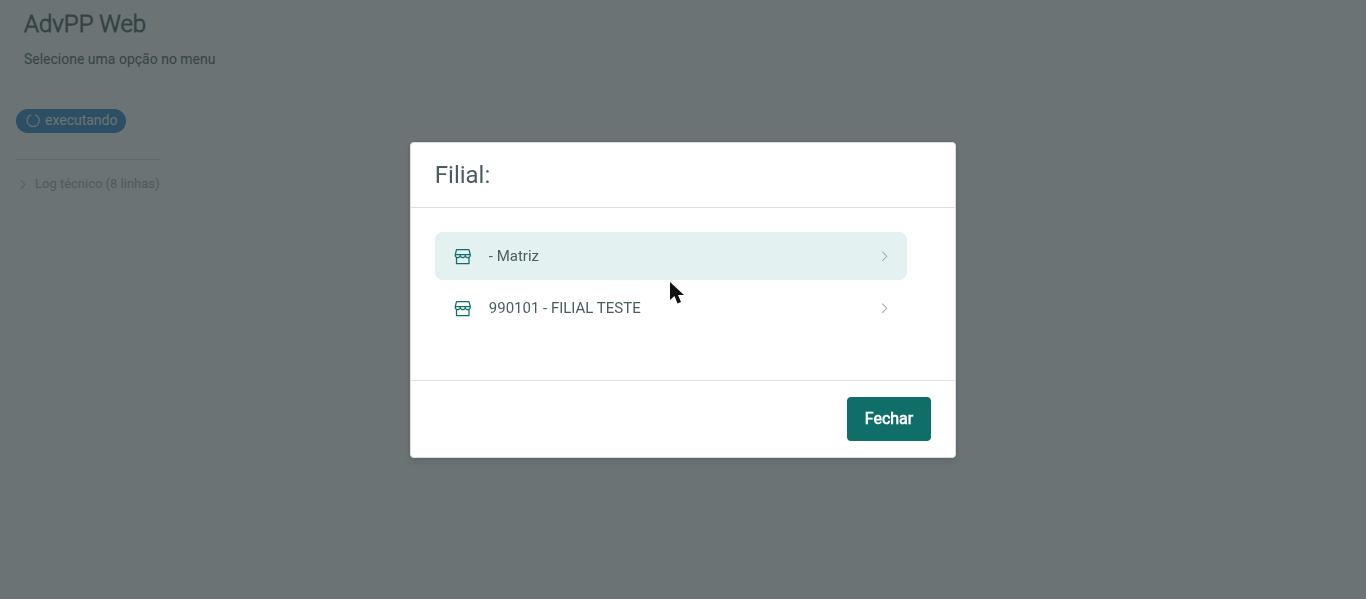 AdvPP Web
Selecione uma opção no menu
executando
Log técnico (8 linhas)
Filial:
- Matriz
990101 - FILIAL TESTE
Fechar